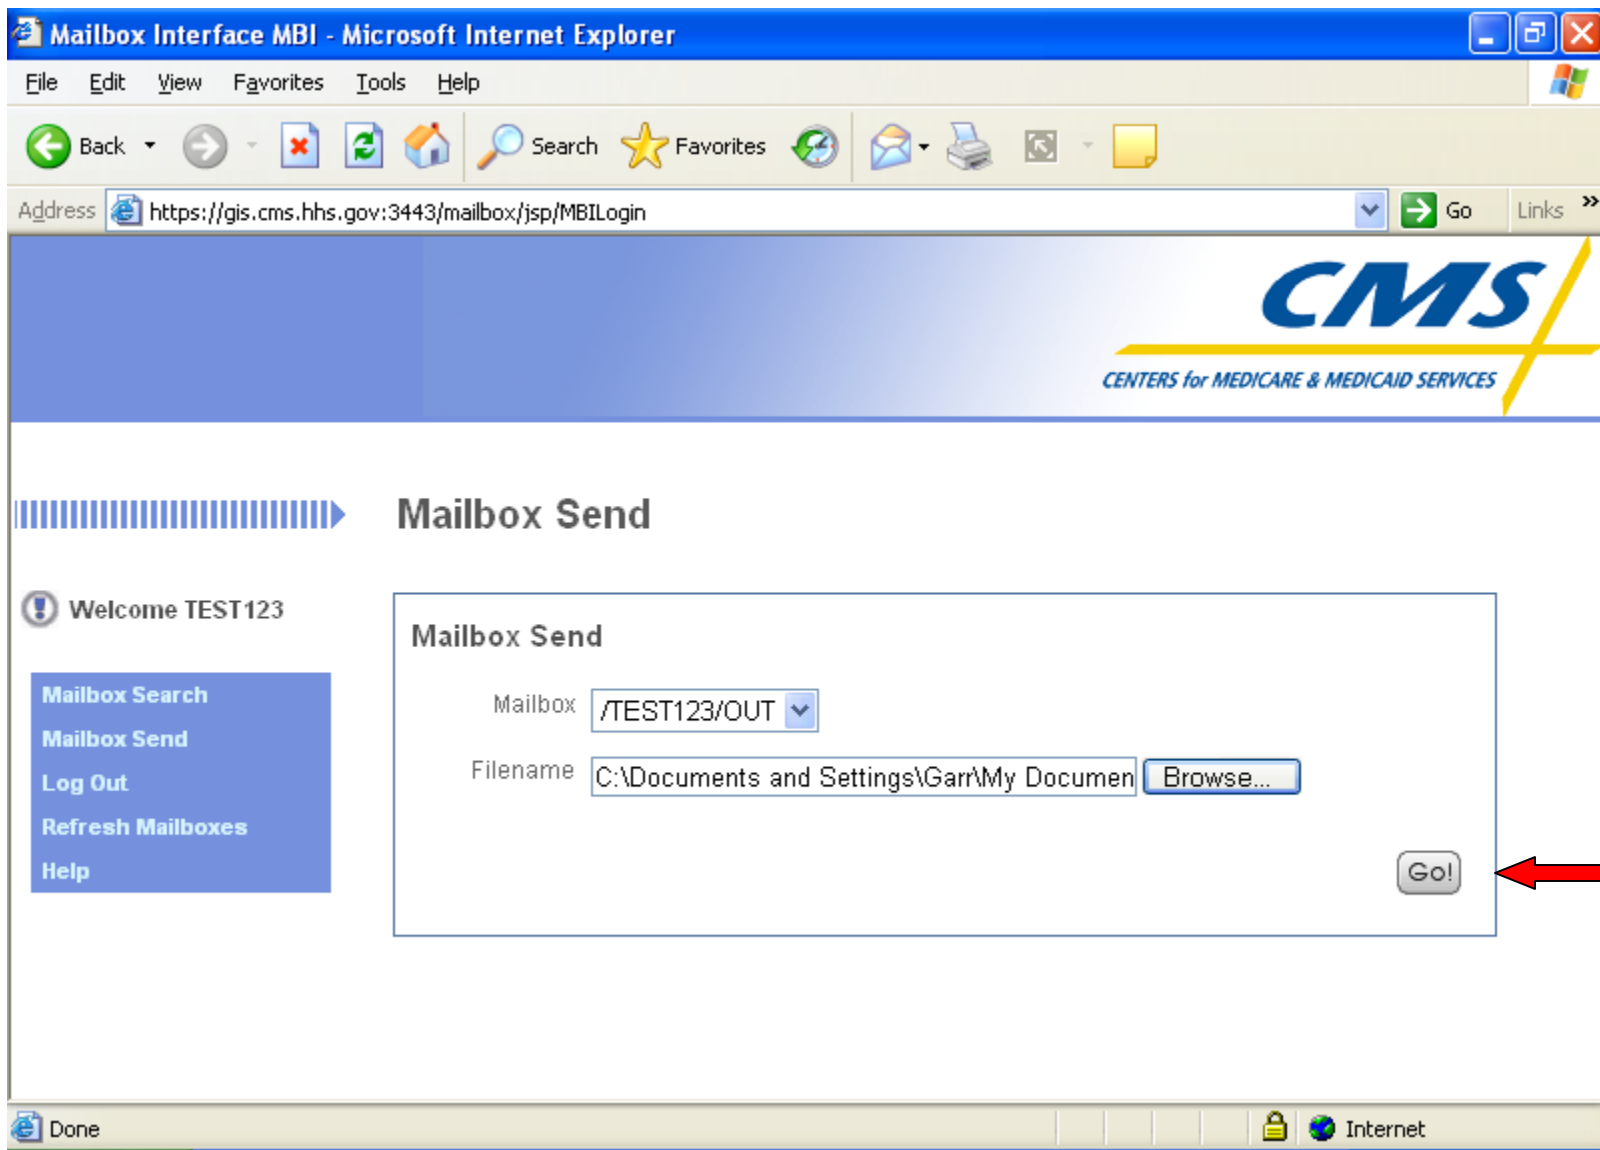 Mailbox Interface MBI - Microsoft Internet Explorer
File Edit View Favorites Tools Help
Back Search Favorites
Address https://gis.cms.hhs.gov:3443/mailbox/jsp/MBILogin Go Links »
CMS
CENTERS for MEDICARE & MEDICAID SERVICES
Mailbox Send
Welcome TEST123
Mailbox Search
Mailbox Send
Log Out
Refresh Mailboxes
Help
Mailbox Send
Mailbox /TEST123/OUT
Filename C:\Documents and Settings\Garr\My Documen Browse...
Go!
Done Internet